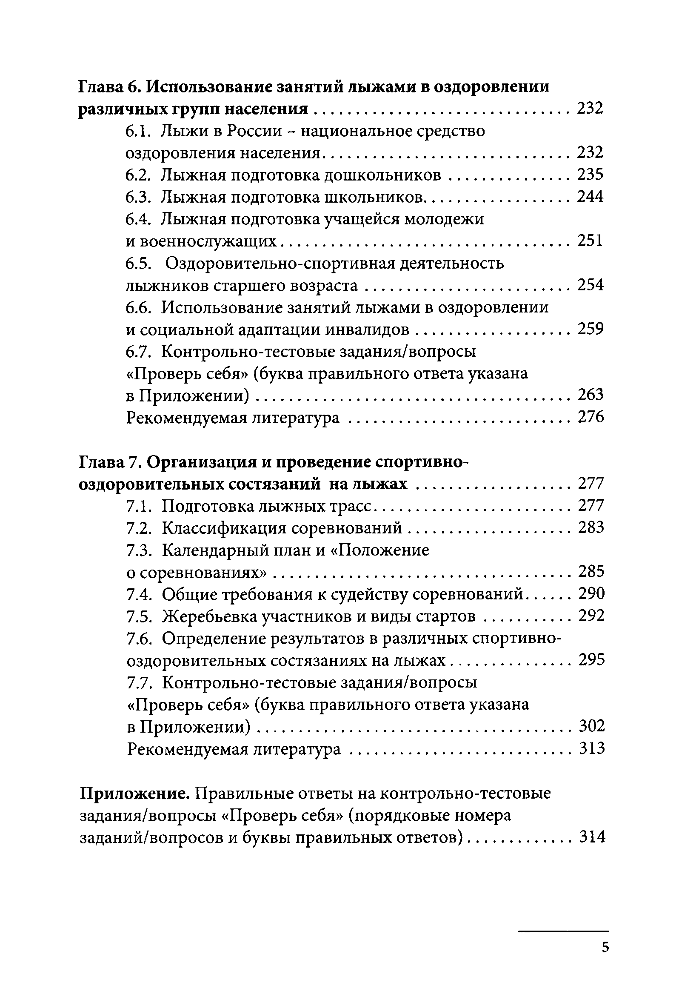 Глава 6. Использование занятий лыжами в оздоровлении
различных групп населения . . . . . . . . . . . . . . . . . . . . . . . . . . . . . . . 232
6.1. Лыжи в России – национальное средство
оздоровления населения. . . . . . . . . . . . . . . . . . . . . . . . . . . . . . 232
6.2. Лыжная подготовка дошкольников . . . . . . . . . . . . . . . 235
6.3. Лыжная подготовка школьников. . . . . . . . . . . . . . . . . . 244
6.4. Лыжная подготовка учащейся молодежи
и военнослужащих . . . . . . . . . . . . . . . . . . . . . . . . . . . . . . . . . . . 251
6.5. Оздоровительно-спортивная деятельность
лыжников старшего возраста . . . . . . . . . . . . . . . . . . . . . . . . . 254
6.6. Использование занятий лыжами в оздоровлении
и социальной адаптации инвалидов . . . . . . . . . . . . . . . . . . . 259
6.7. Контрольно-тестовые задания/вопросы
«Проверь себя» (буква правильного ответа указана
в Приложении) . . . . . . . . . . . . . . . . . . . . . . . . . . . . . . . . . . . . . . 263
Рекомендуемая литература . . . . . . . . . . . . . . . . . . . . . . . . . . . 276
Глава 7. Организация и проведение спортивно-
оздоровительных состязаний на лыжах . . . . . . . . . . . . . . . . . . . 277
7.1. Подготовка лыжных трасс. . . . . . . . . . . . . . . . . . . . . . . . 277
7.2. Классификация соревнований . . . . . . . . . . . . . . . . . . . . 283
7.3. Календарный план и «Положение
о соревнованиях» . . . . . . . . . . . . . . . . . . . . . . . . . . . . . . . . . . . . 285
7.4. Общие требования к судейству соревнований. . . . . . 290
7.5. Жеребьевка участников и виды стартов . . . . . . . . . . . 292
7.6. Определение результатов в различных спортивно-
оздоровительных состязаниях на лыжах . . . . . . . . . . . . . . . 295
7.7. Контрольно-тестовые задания/вопросы
«Проверь себя» (буква правильного ответа указана
в Приложении) . . . . . . . . . . . . . . . . . . . . . . . . . . . . . . . . . . . . . . 302
Рекомендуемая литература . . . . . . . . . . . . . . . . . . . . . . . . . . . 313
Приложение. Правильные ответы на контрольно-тестовые
задания/вопросы «Проверь себя» (порядковые номера
заданий/вопросов и буквы правильных ответов) . . . . . . . . . . . . . 314
5